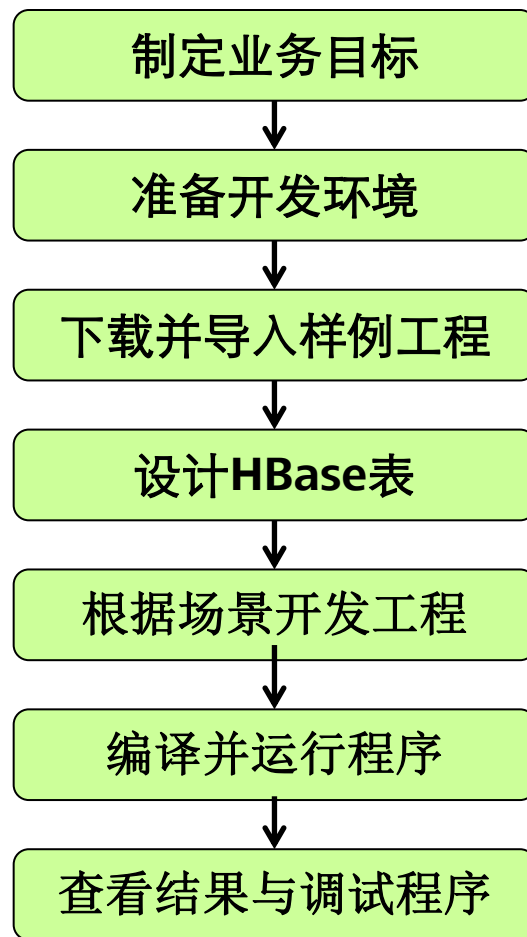 制定业务目标
准备开发环境
下载并导入样例工程
设计HBase表
根据场景开发工程
编译并运行程序
查看结果与调试程序